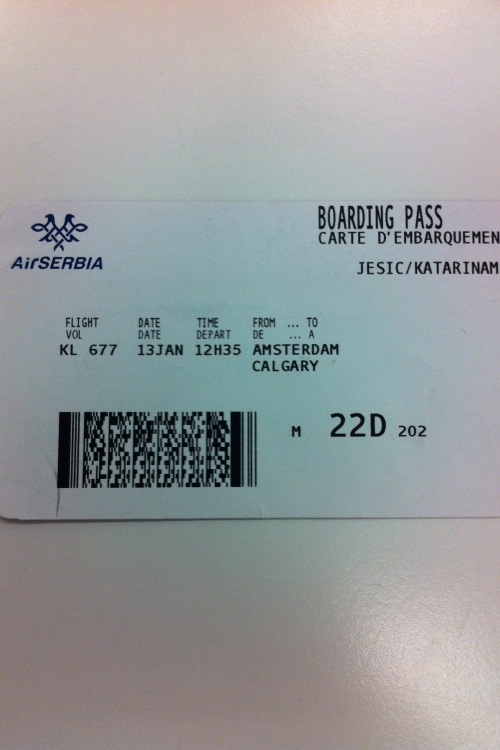 BOARDING PASS
CARTE D'EMBARQUEMEN
AirSERBIA
JESIC/KATARINAM
FLIGHT DATE TIME FROM ... TO
VOL DATE DEPART DE ... A
KL 677 13JAN 12H35 AMSTERDAM
CALGARY
M 22D 202